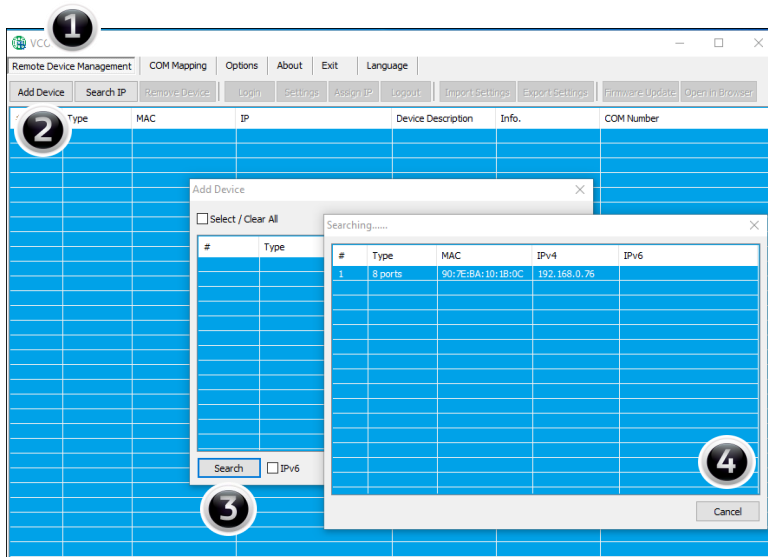 1
VCO
Remote Device Management COM Mapping Options About Exit Language
Add Device Search IP Remove Device Login Settings Assign IP Logout Import Settings Export Settings Firmware Update Open in Browser
2 Type MAC IP Device Description Info. COM Number
Add Device
Select / Clear All
# Type
Search IPv6
3
Searching......
# Type MAC IPv4 IPv6
1 8 ports 90:7E:BA:10:1B:0C 192.168.0.76
4
Cancel